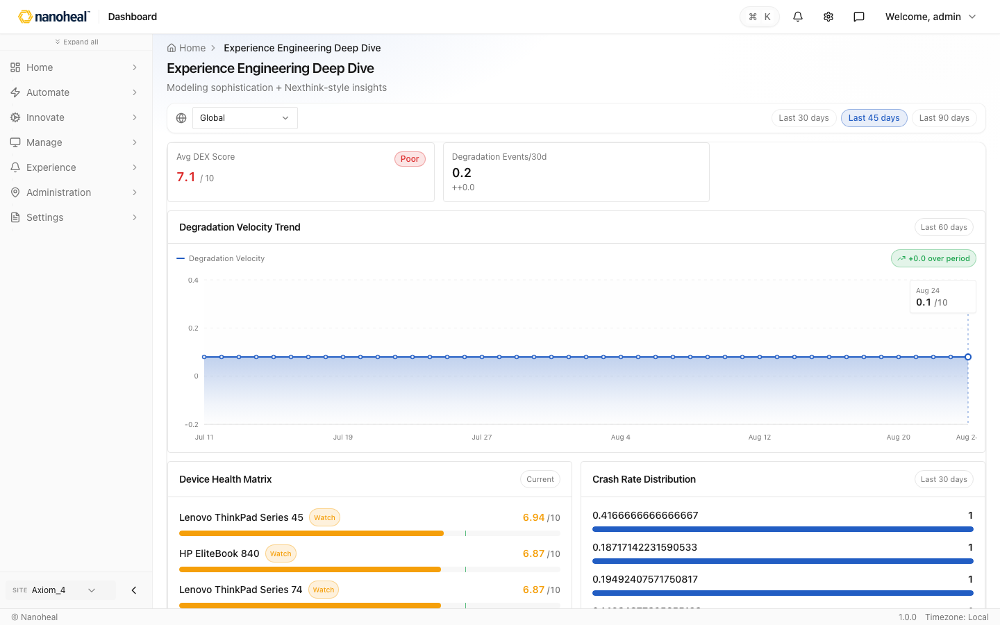 nanoheal™
Dashboard
⌘ K
Welcome, admin
Expand all
Home
Automate
Innovate
Manage
Experience
Administration
Settings
SITE Axiom_4
Home > Experience Engineering Deep Dive
Experience Engineering Deep Dive
Modeling sophistication + Nexthink-style insights
Global
Last 30 days
Last 45 days
Last 90 days
Avg DEX Score
Poor
7.1 / 10
Degradation Events/30d
0.2
++0.0
Degradation Velocity Trend
Last 60 days
Degradation Velocity
+0.0 over period
Aug 24
0.1 /10
0.4
0.2
0
-0.2
Jul 11
Jul 19
Jul 27
Aug 4
Aug 12
Aug 20
Device Health Matrix
Current
Lenovo ThinkPad Series 45 Watch 6.94 /10
HP EliteBook 840 Watch 6.87 /10
Lenovo ThinkPad Series 74 Watch 6.87 /10
Crash Rate Distribution
Last 30 days
0.4166666666666667 1
0.18717142231590533 1
0.19492407571750817 1
© Nanoheal
1.0.0 Timezone: Local